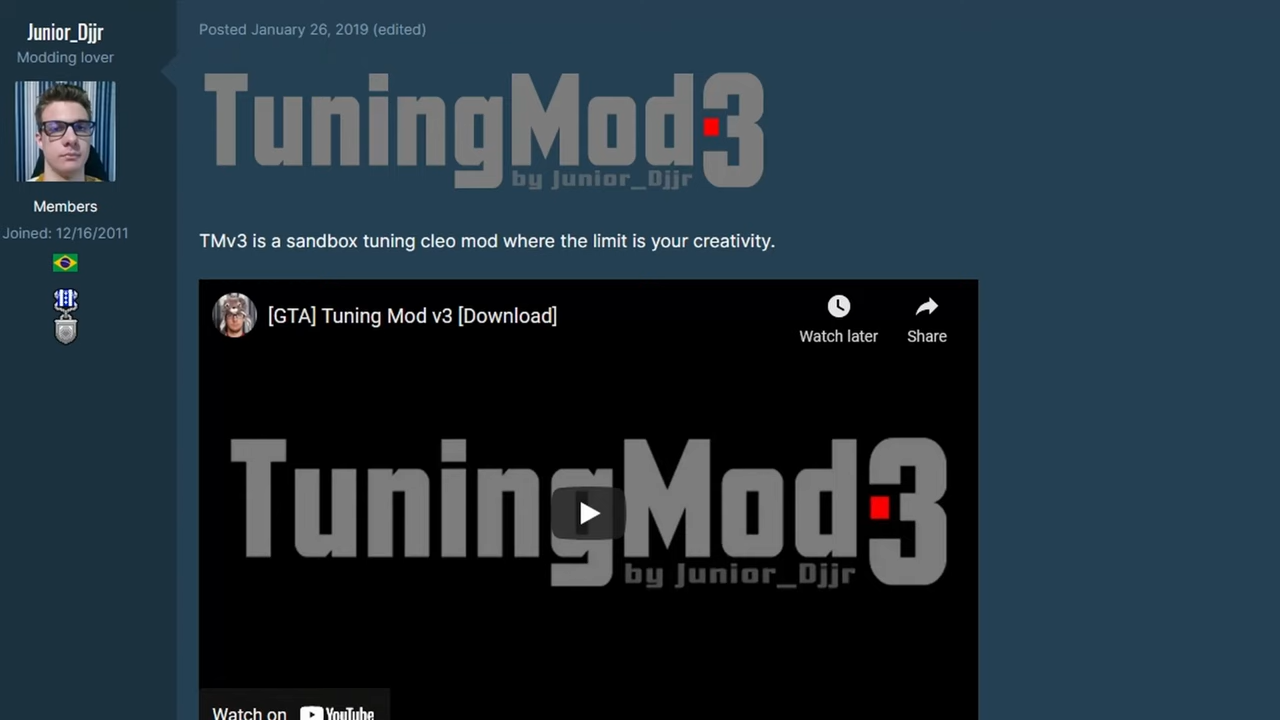 Junior_Djjr
Modding lover
Members
Joined: 12/16/2011
Posted January 26, 2019 (edited)
TuningMod3
by Junior_Djjr
TMv3 is a sandbox tuning cleo mod where the limit is your creativity.
[GTA] Tuning Mod v3 [Download]
Watch later
Share
TuningMod3
by Junior_Djjr
Watch on YouTube